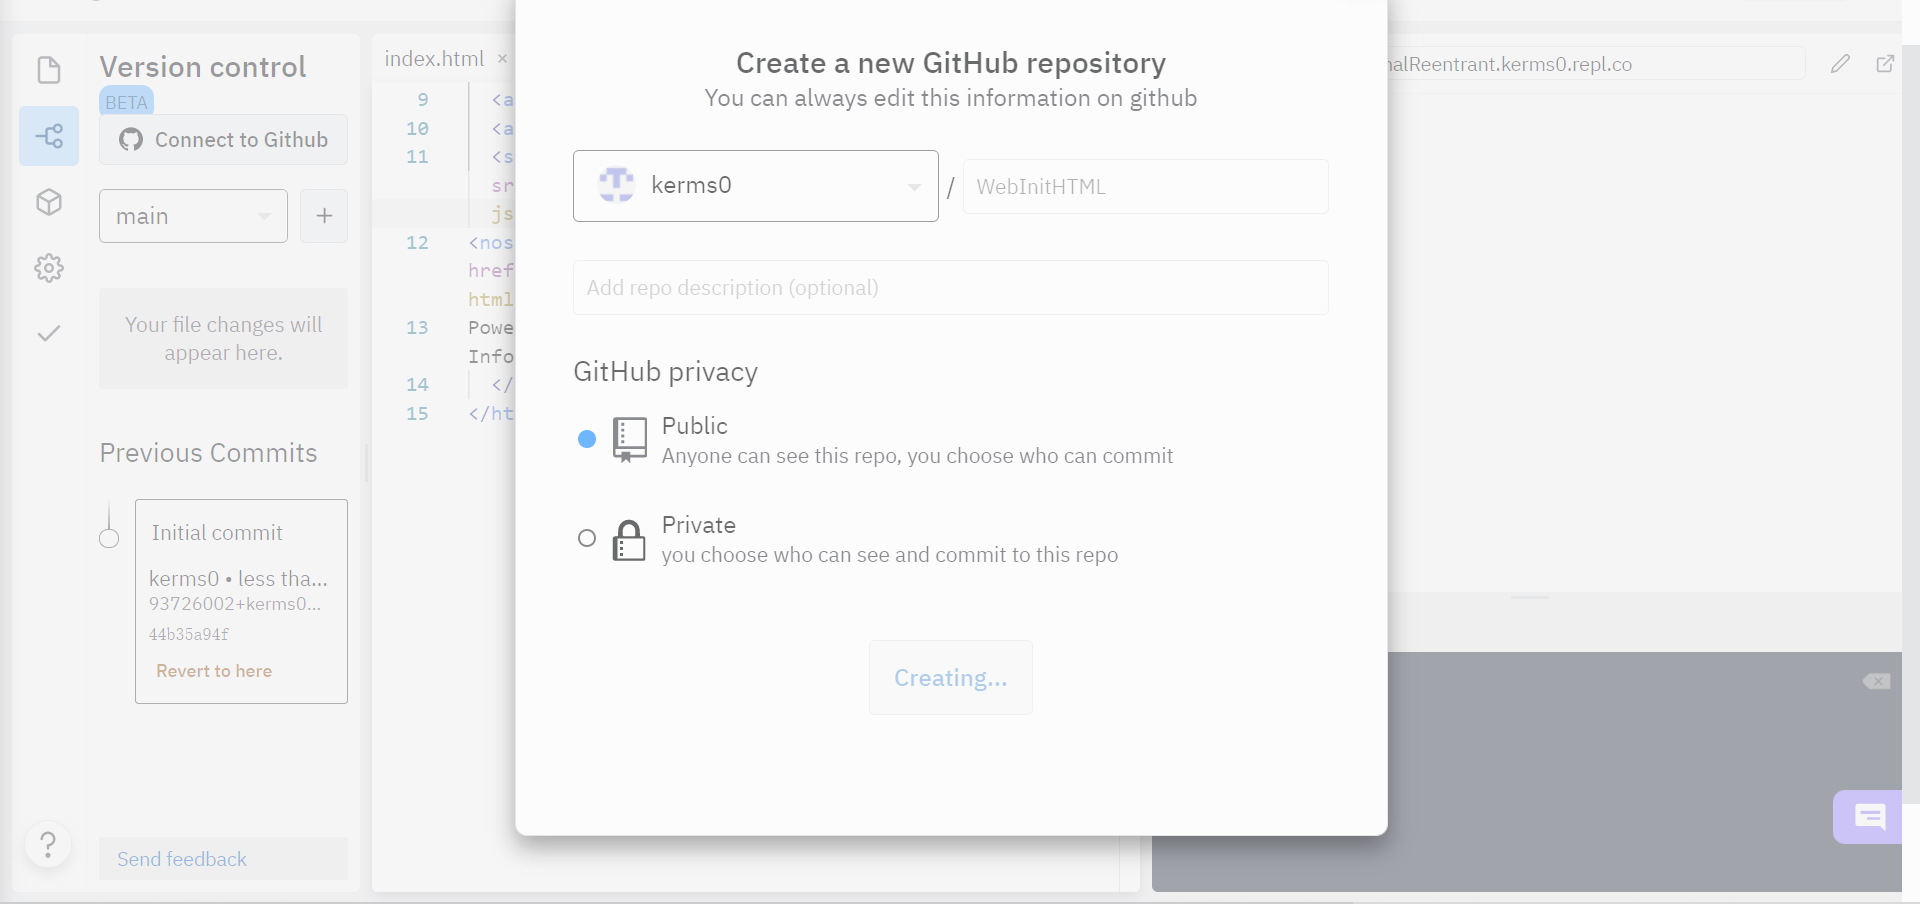 Version control
BETA
Connect to Github
main
+
Your file changes will
appear here.
Previous Commits
Initial commit
kerms0 • less tha...
93726002+kerms0...
44b35a94f
Revert to here
Send feedback
?
index.html ×
9 <a
10 <a
11 <s
sr
js
12 <nos
href
html
13 Powe
Info
14 </
15 </ht
Create a new GitHub repository
You can always edit this information on github
kerms0 / WebInitHTML
Add repo description (optional)
GitHub privacy
Public
Anyone can see this repo, you choose who can commit
Private
you choose who can see and commit to this repo
Creating...
nalReentrant.kerms0.repl.co